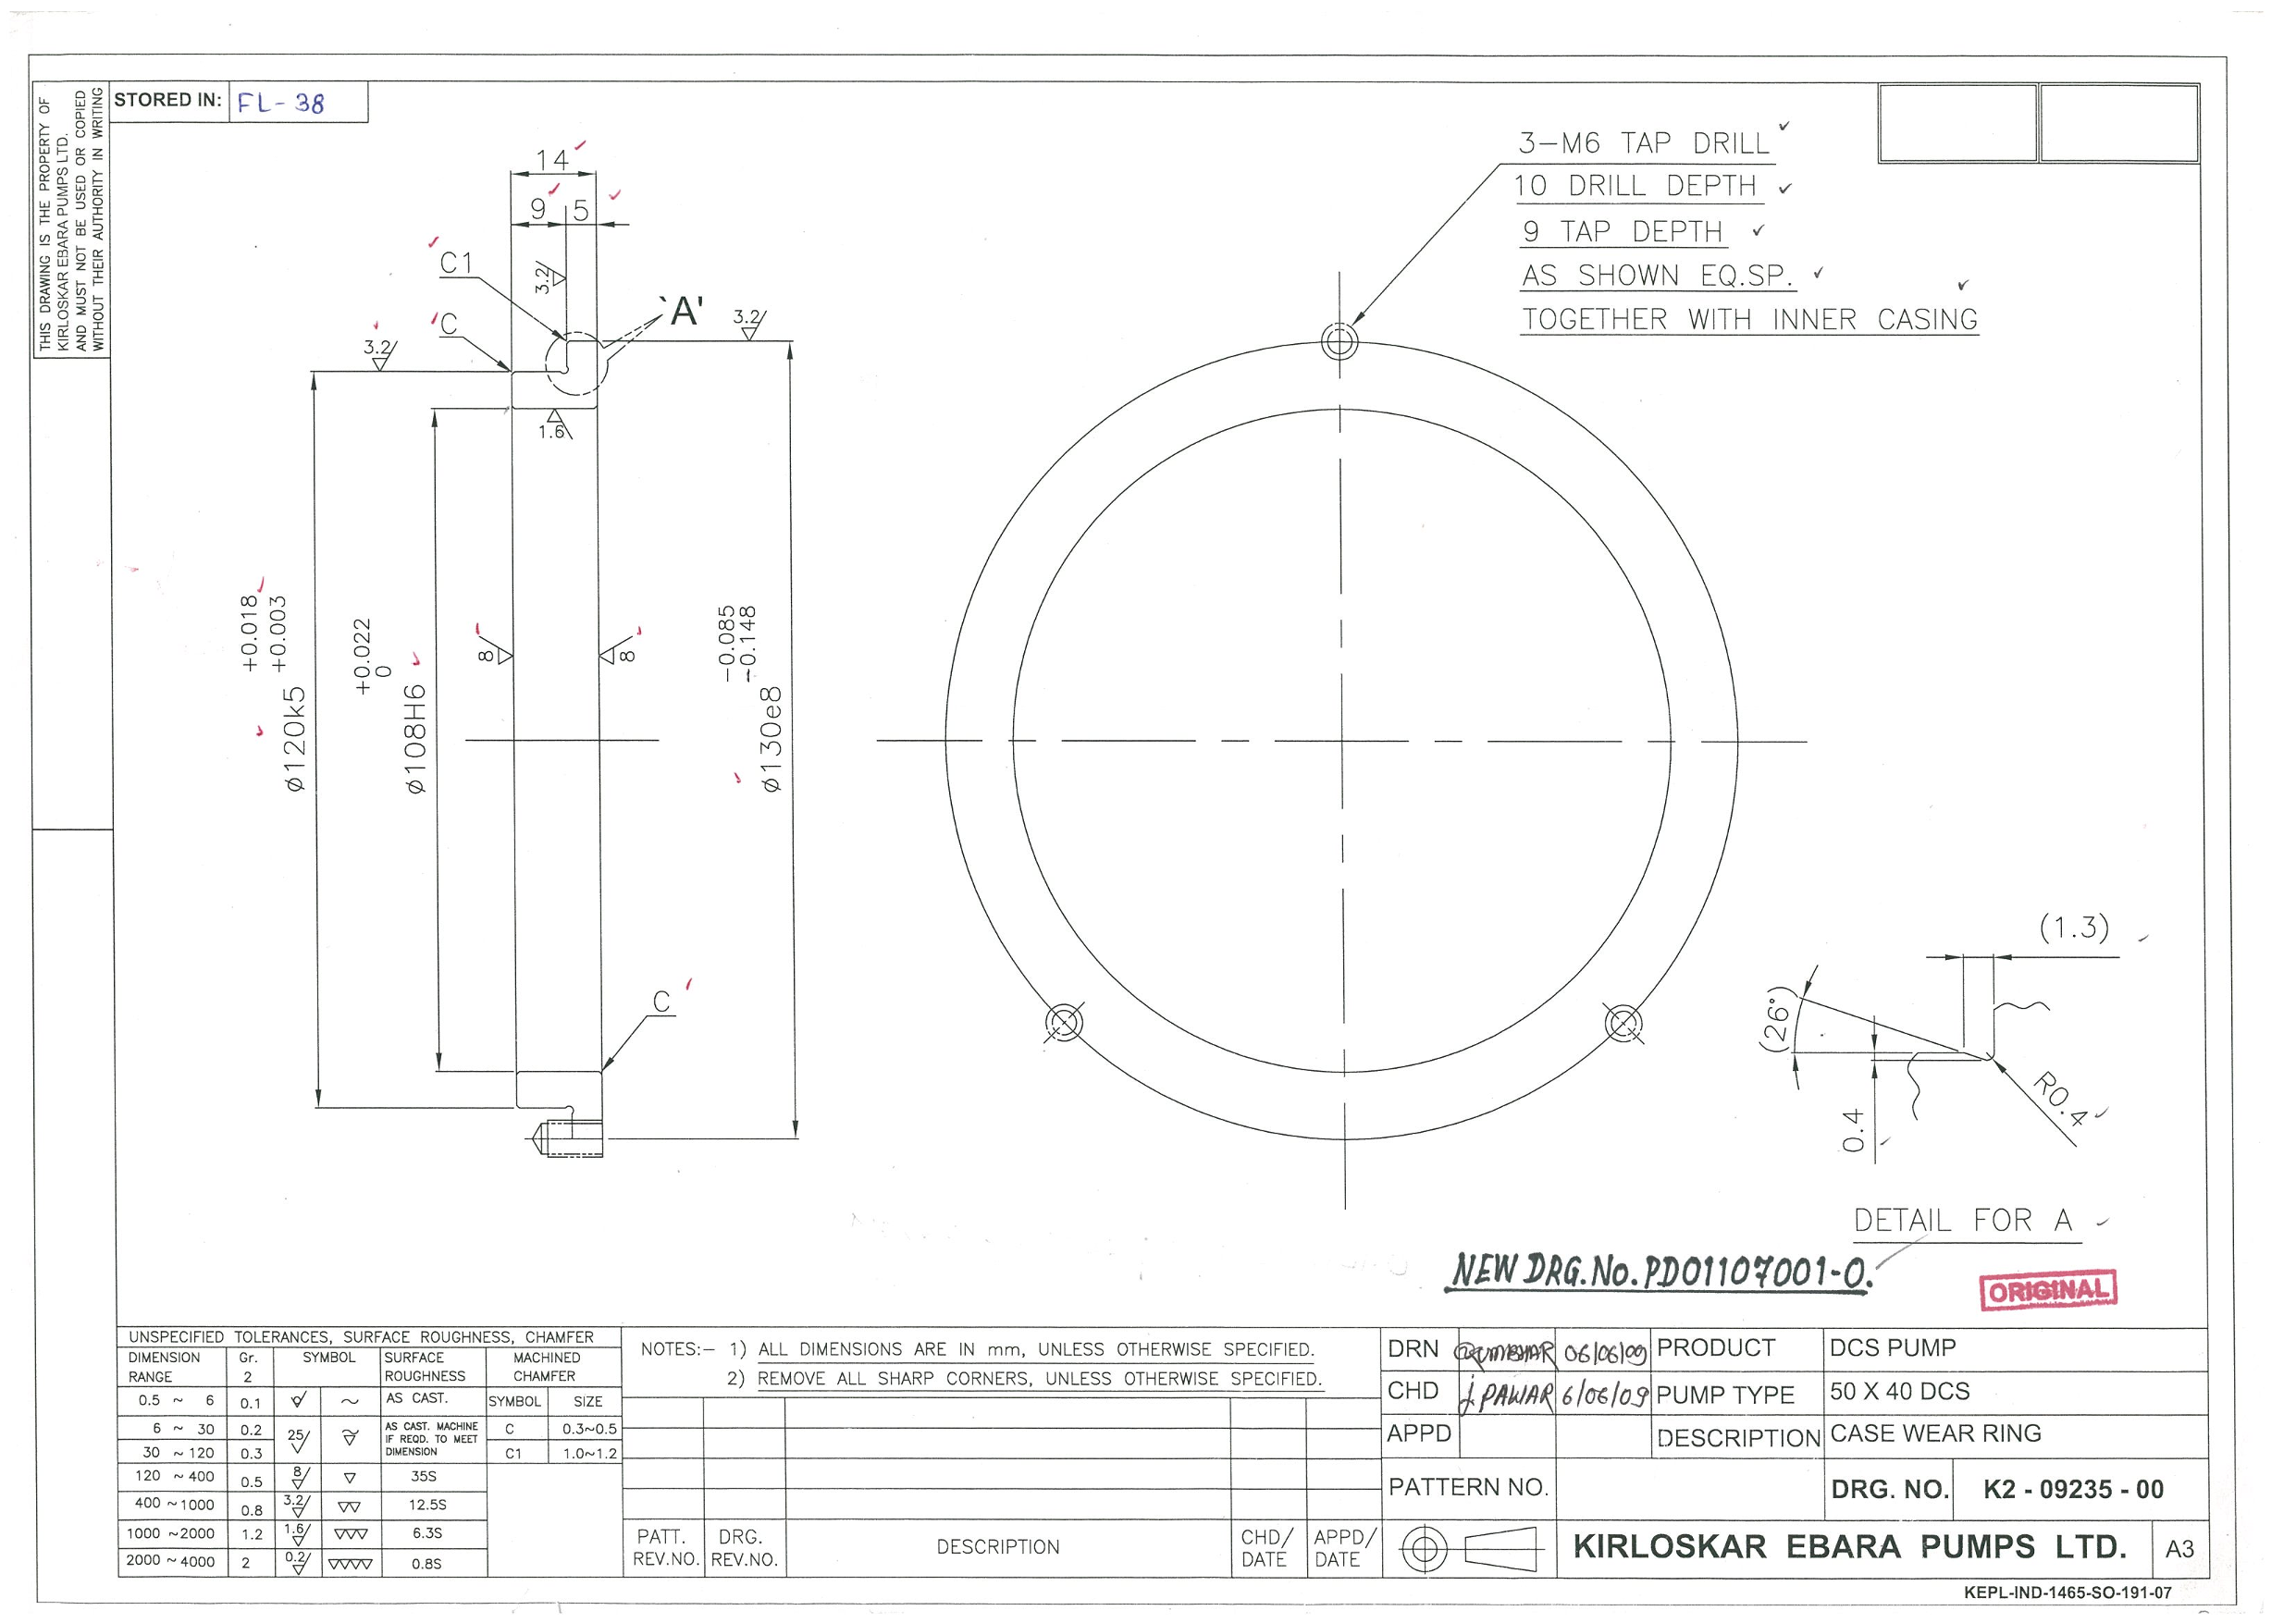 THIS DRAWING IS THE PROPERTY OF
KIRLOSKAR EBARA PUMPS LTD.
AND MUST NOT BE USED OR COPIED
WITHOUT THEIR AUTHORITY IN WRITING
STORED IN: FL-38
14
9 5
C1
3.2
C
3.2
`A'
3.2
1.6
3-M6 TAP DRILL
10 DRILL DEPTH
9 TAP DEPTH
AS SHOWN EQ.SP.
TOGETHER WITH INNER CASING
+0.018
+0.003
ø120k5
+0.022
0
ø108H6
8
8
-0.085
-0.148
ø130e8
C
(1.3)
(26°)
0.4
R0.4
DETAIL FOR A
NEW DRG.No.PD01107001-0.
ORIGINAL
UNSPECIFIED TOLERANCES, SURFACE ROUGHNESS, CHAMFER
DIMENSION RANGE Gr. 2 SYMBOL SURFACE ROUGHNESS MACHINED CHAMFER
0.5 ~ 6 0.1 ~ AS CAST. SYMBOL SIZE
6 ~ 30 0.2 25 AS CAST. MACHINE IF REQD. TO MEET DIMENSION C 0.3~0.5
30 ~ 120 0.3 C1 1.0~1.2
120 ~ 400 0.5 8 35S
400 ~ 1000 0.8 3.2 12.5S
1000 ~2000 1.2 1.6 6.3S
2000 ~ 4000 2 0.2 0.8S
NOTES:- 1) ALL DIMENSIONS ARE IN mm, UNLESS OTHERWISE SPECIFIED.
2) REMOVE ALL SHARP CORNERS, UNLESS OTHERWISE SPECIFIED.
PATT. REV.NO. DRG. REV.NO. DESCRIPTION CHD/ DATE APPD/ DATE
DRN 06/06/09 PRODUCT DCS PUMP
CHD J. PAWAR 6/06/09 PUMP TYPE 50 X 40 DCS
APPD DESCRIPTION CASE WEAR RING
PATTERN NO. DRG. NO. K2 - 09235 - 00
KIRLOSKAR EBARA PUMPS LTD. A3
KEPL-IND-1465-SO-191-07